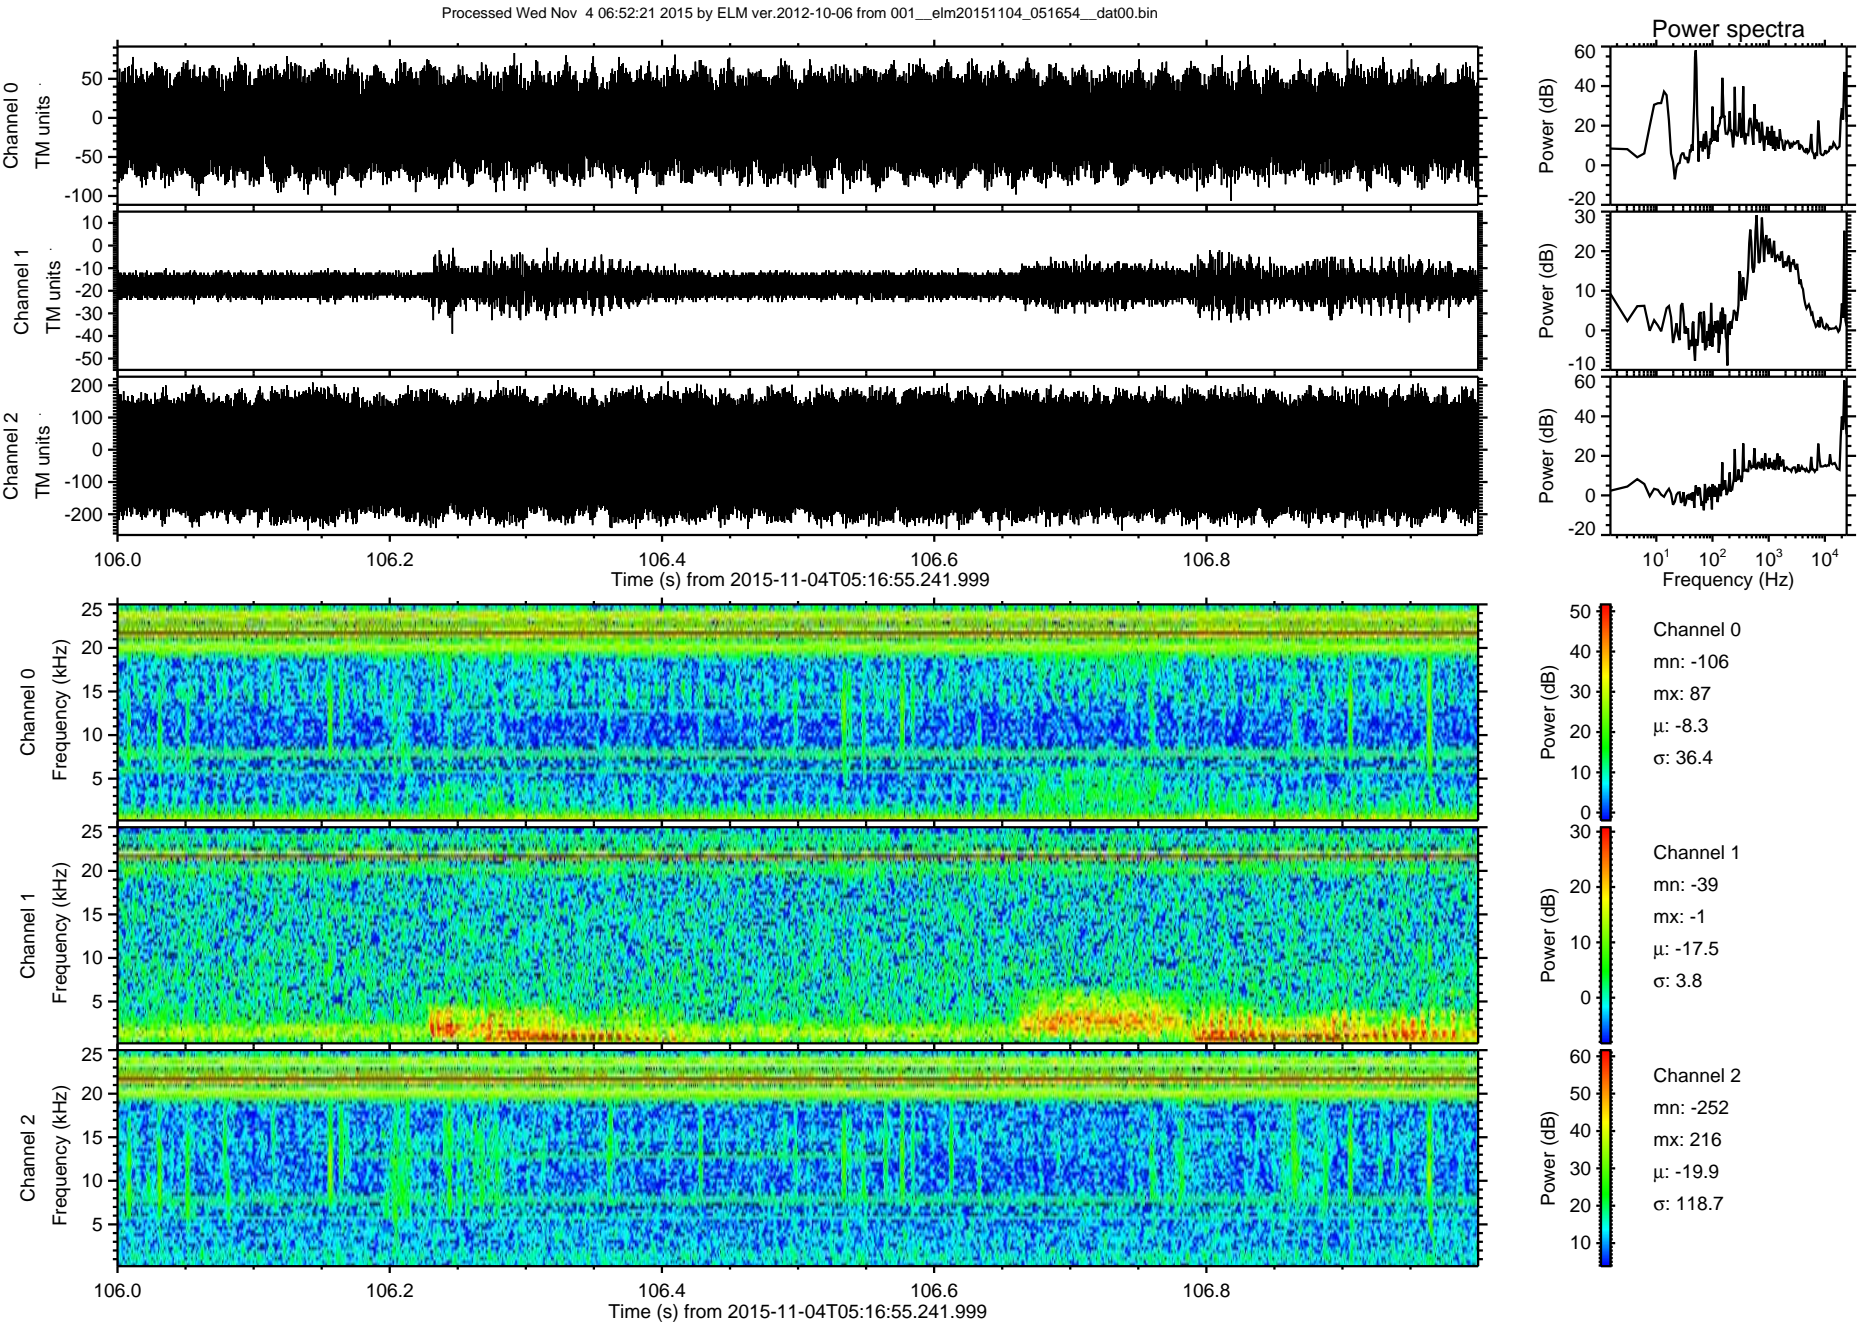 Processed Wed Nov  4 06:52:21 2015 by ELM ver.2012-10-06 from 001__elm20151104_051654__dat00.bin
Power spectra
Channel 0
TM units
50
0
-50
-100
Power (dB)
60
40
20
0
-20
Channel 1
TM units
10
0
-10
-20
-30
-40
-50
Power (dB)
30
20
10
0
-10
Channel 2
TM units
200
100
0
-100
-200
Power (dB)
60
40
20
0
-20
106.0 106.2 106.4 106.6 106.8
Time (s) from 2015-11-04T05:16:55.241.999
10¹ 10² 10³ 10⁴
Frequency (Hz)
Channel 0
Frequency (kHz)
25
20
15
10
5
Power (dB)
50
40
30
20
10
0
Channel 0
mn: -106
mx: 87
μ: -8.3
σ: 36.4
Channel 1
Frequency (kHz)
25
20
15
10
5
Power (dB)
30
20
10
0
Channel 1
mn: -39
mx: -1
μ: -17.5
σ: 3.8
Channel 2
Frequency (kHz)
25
20
15
10
5
Power (dB)
60
50
40
30
20
10
Channel 2
mn: -252
mx: 216
μ: -19.9
σ: 118.7
106.0 106.2 106.4 106.6 106.8
Time (s) from 2015-11-04T05:16:55.241.999